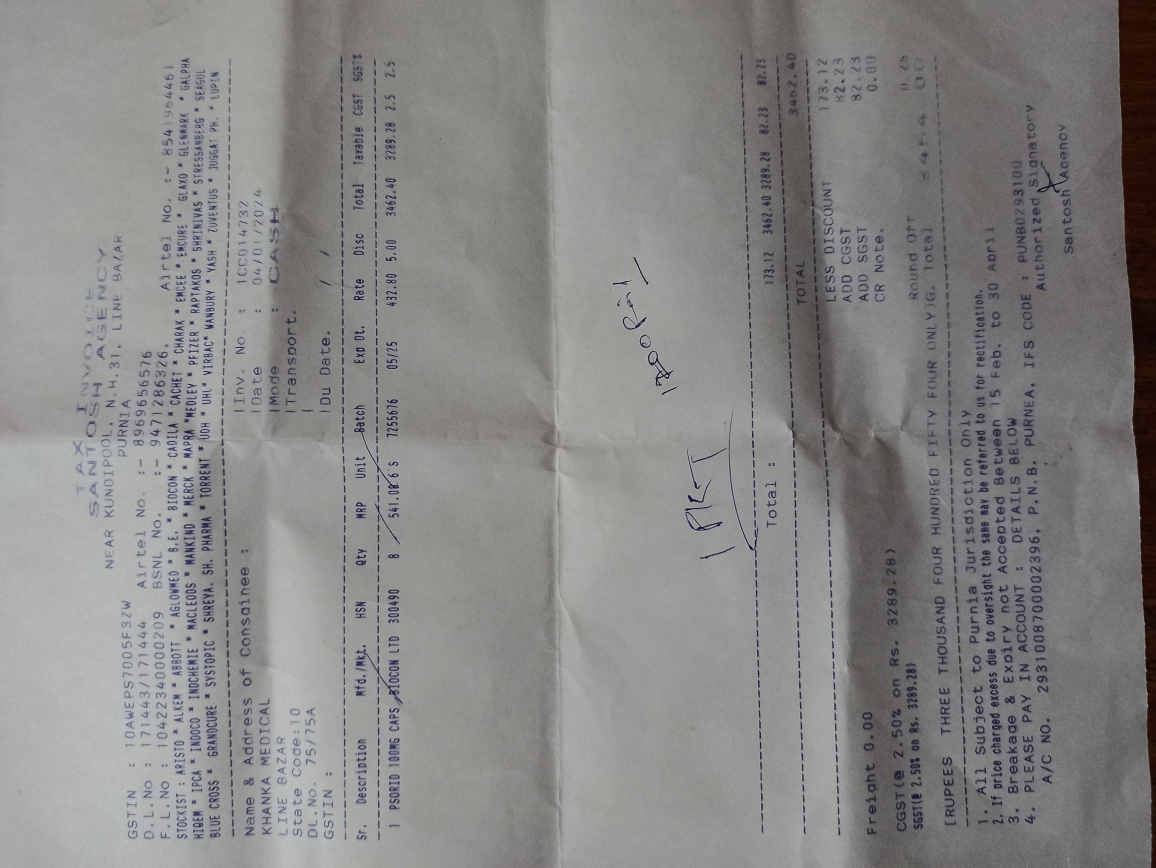 TAX INVOICE
SANTOSH AGENCY
NEAR KUNDIPOOL, N.H.31, LINE BAZAR
PURNIA
GSTIN : 10AWEPS7005F3ZW
D.L.No : 171443/171444 Airtel No. :- 8969656576
F.L.No : 10422340000209 BSNL No. :- 9471286326, Airtel No. :- 8541964461
STOCKIST : ARISTO * ALKEM * ABBOTT * AGLOWMED * B.E. * BIOCON * CADILA * CACHET * CHARAK * EMCEE * EMCURE * GLAXO * GLENMARK * GALPHA
HIGEM * IPCA * INDOCO * INDCHEMIE * MACLEODS * MANKIND * MERCK * MAPRA *MEDLEY * PFIZER * RAPTAKOS * SHRINIVAS * STRESSANBERG * SEAGUL
BLUE CROSS * GRANDCURE * SYSTOPIC * SHREYA. SH. PHARMA * TORRENT * UDH * UHL* VIRBAC* WANBURY * YASH * ZUVENTUS * JUGGAT PH. * LUPIN
Name & Address of Consainee : |Inv. No. : ICC014732
KHANKA MEDICAL |Date : 04/01/2024
LINE BAZAR |Mode : CASH
State Code:10 |Transport.
DL.No. 75/75A |
GSTIN : |Du Date. / /
Sr. Description Mfd./Mkt. HSN Qty MRP Unit Batch Exp Dt. Rate Disc Total Taxable CGST SGST%
1 PSORID 100MG CAPS BIOCON LTD 300490 8 541.00 6'S 7255676 05/25 432.80 5.00 3462.40 3289.28 2.5 2.5
1 PKT
Total : 173.12 3462.40 3289.28 82.23 82.23
TOTAL 3462.40
LESS DISCOUNT 173.12
ADD CGST 82.23
ADD SGST 82.23
Freight 0.00 CR Note. 0.00
CGST(@ 2.50% on Rs. 3289.28)
SGST(@ 2.50% on Rs. 3289.28) Round Off
[RUPEES THREE THOUSAND FOUR HUNDRED FIFTY FOUR ONLY]G. Total
1. All Subject to Purnia Jurisdiction Only
2. If price charged excess due to oversight the same may be referred to us for rectification.
3. Breakage & Expiry not Accepted Between 15 Feb. to 30 April
4. PLEASE PAY IN ACCOUNT : DETAILS BELOW
A/C NO. 2931008700002396, P.N.B. PURNEA, IFS CODE : PUNB0293100
Authorized Signatory
Santosh Agency